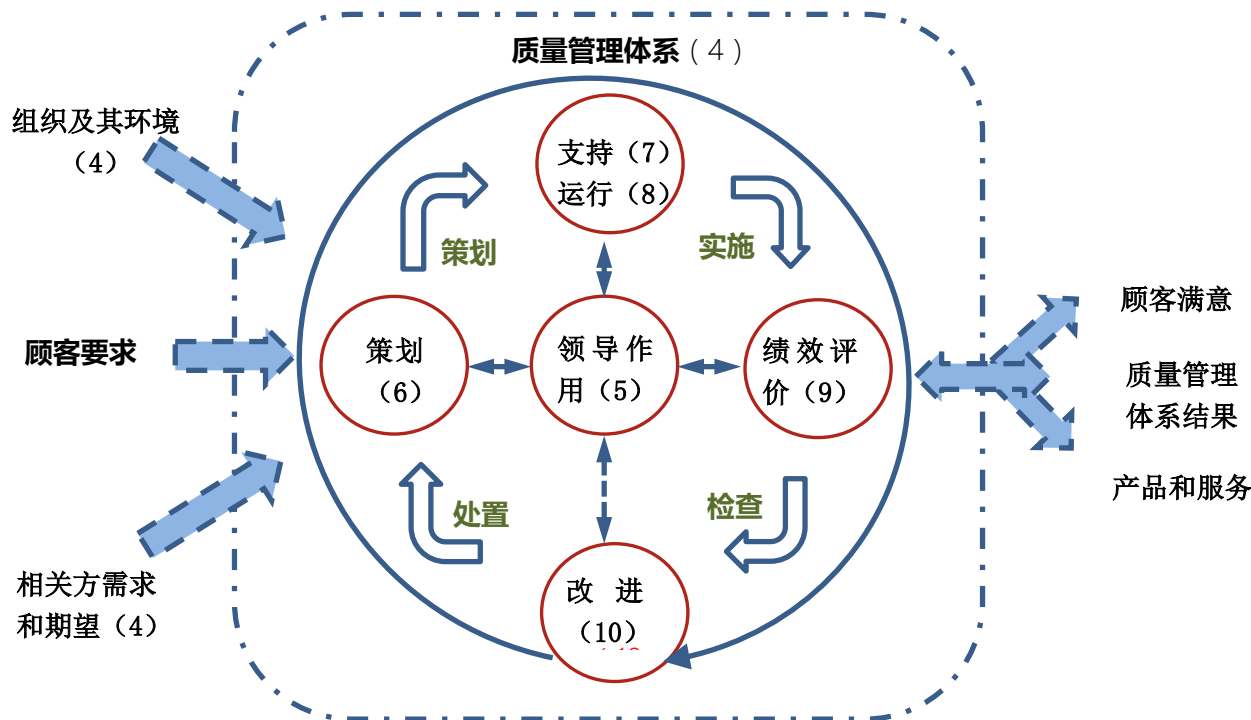 质量管理体系（4）
组织及其环境
（4）
支持（7）
运行（8）
策划
实施
顾客要求
策划
（6）
领导作
用（5）
绩效评
价（9）
顾客满意
质量管理
体系结果
产品和服务
处置
检查
相关方需求
和期望（4）
改 进
（10）